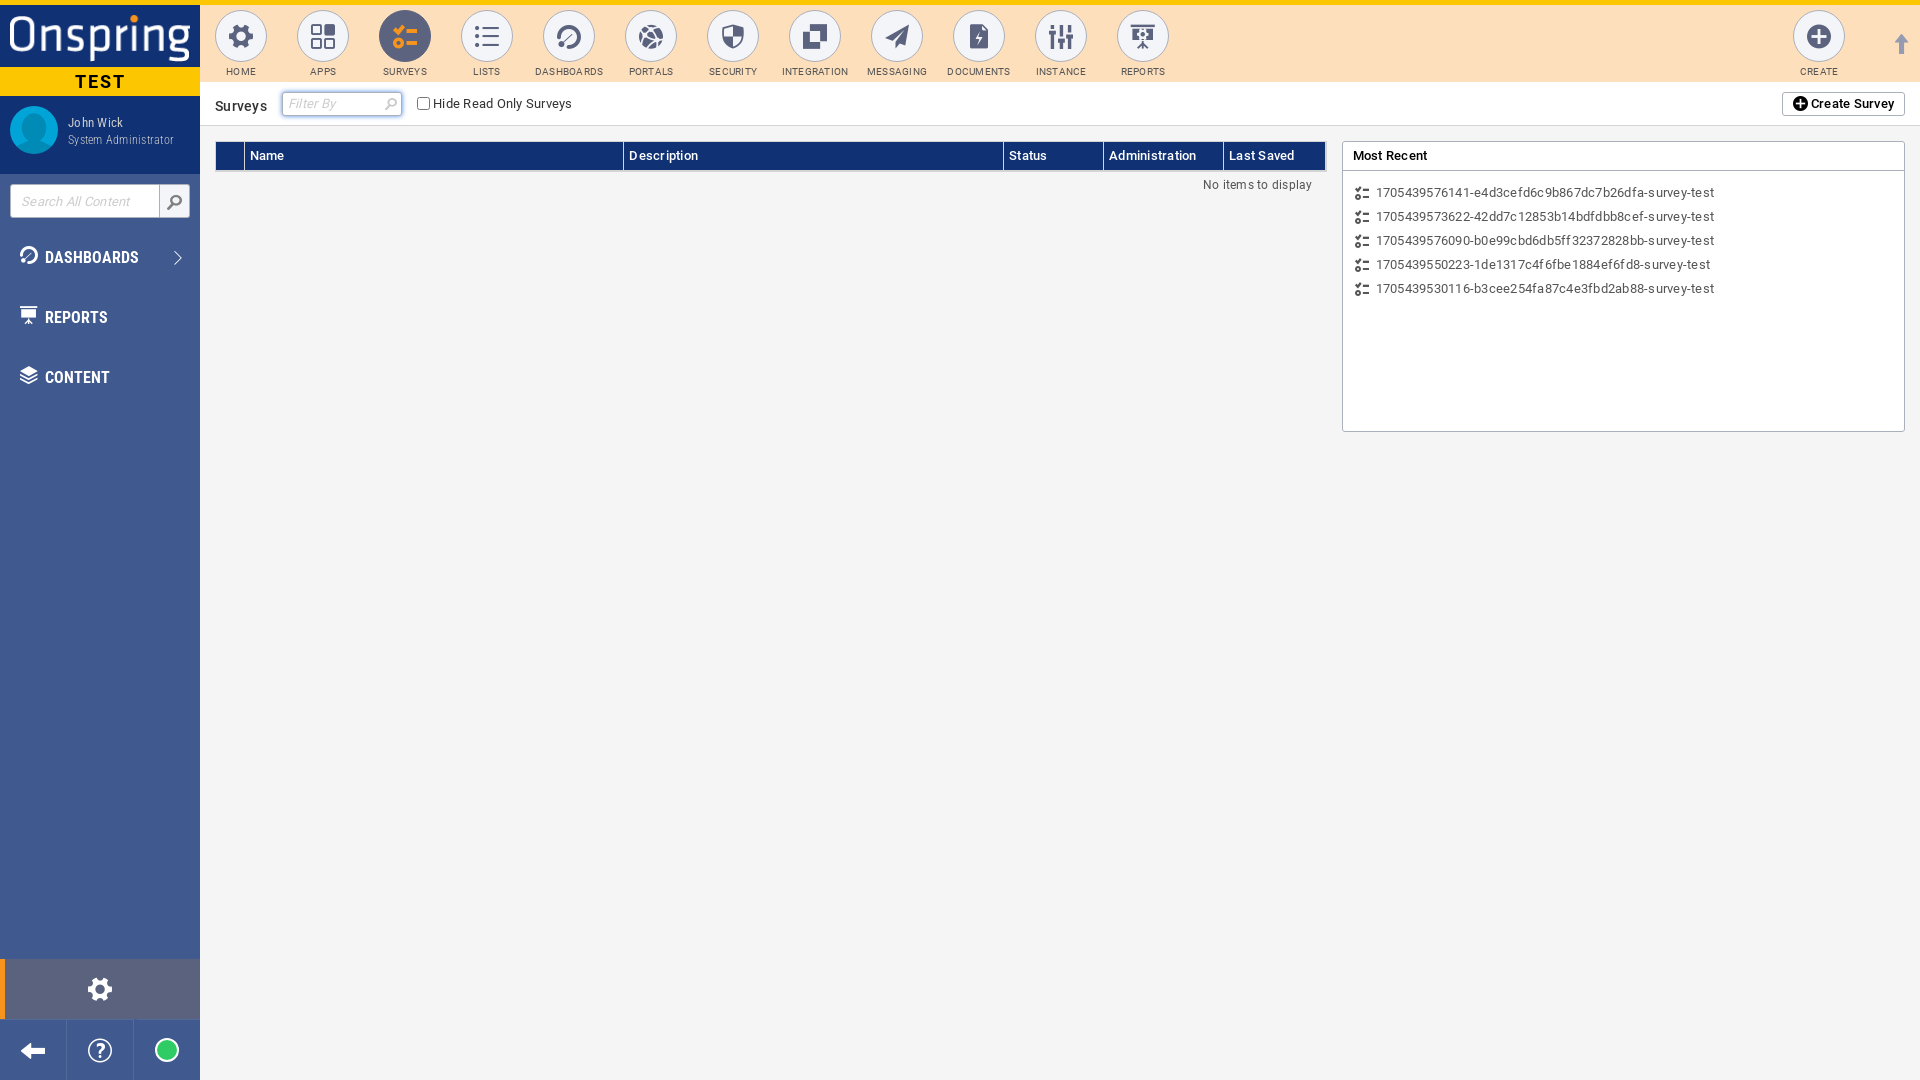 Onspring
TEST
John Wick
System Administrator
Search All Content
DASHBOARDS
REPORTS
CONTENT
HOME
APPS
SURVEYS
LISTS
DASHBOARDS
PORTALS
SECURITY
INTEGRATION
MESSAGING
DOCUMENTS
INSTANCE
REPORTS
CREATE
Surveys
Filter By
Hide Read Only Surveys
Create Survey
Name
Description
Status
Administration
Last Saved
No items to display
Most Recent
1705439576141-e4d3cefd6c9b867dc7b26dfa-survey-test
1705439573622-42dd7c12853b14bdfdbb8cef-survey-test
1705439576090-b0e99cbd6db5ff32372828bb-survey-test
1705439550223-1de1317c4f6fbe1884ef6fd8-survey-test
1705439530116-b3cee254fa87c4e3fbd2ab88-survey-test